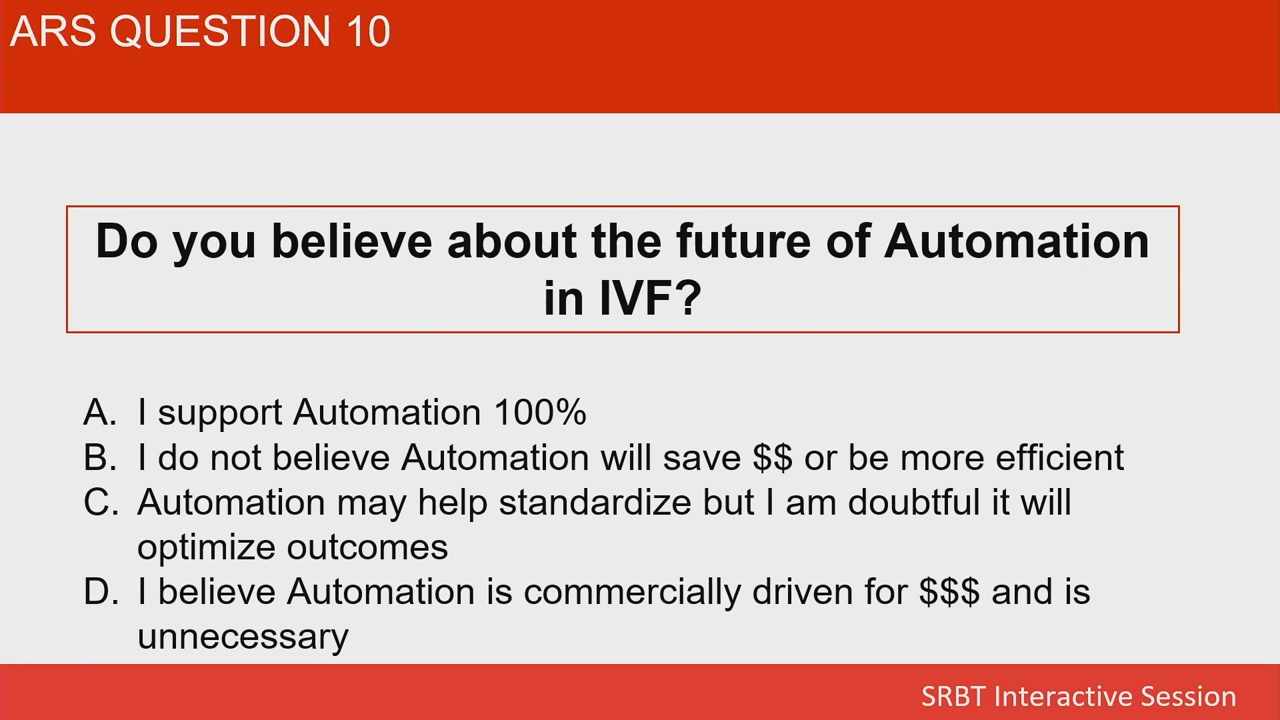 ARS QUESTION 10
Do you believe about the future of Automation
in IVF?
A. I support Automation 100%
B. I do not believe Automation will save $$ or be more efficient
C. Automation may help standardize but I am doubtful it will
optimize outcomes
D. I believe Automation is commercially driven for $$$ and is
unnecessary
SRBT Interactive Session